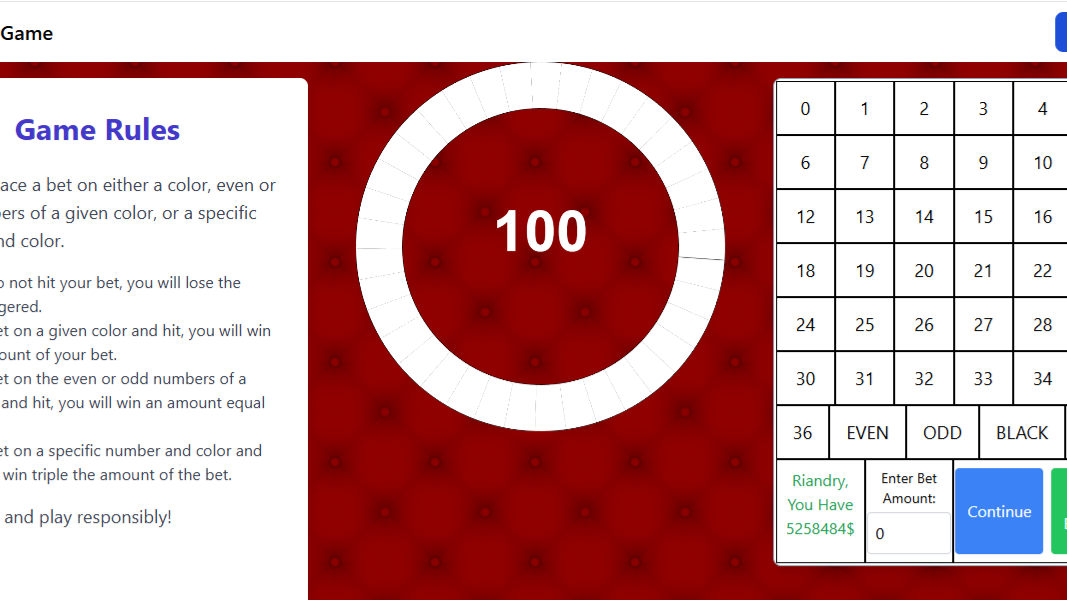 Game
Game Rules
ace a bet on either a color, even or
ers of a given color, or a specific
nd color.
o not hit your bet, you will lose the
gered.
et on a given color and hit, you will win
ount of your bet.
et on the even or odd numbers of a
and hit, you will win an amount equal
et on a specific number and color and
win triple the amount of the bet.
and play responsibly!
100
0 1 2 3 4
6 7 8 9 10
12 13 14 15 16
18 19 20 21 22
24 25 26 27 28
30 31 32 33 34
36 EVEN ODD BLACK
Riandry,
You Have
5258484$
Enter Bet
Amount:
0
Continue